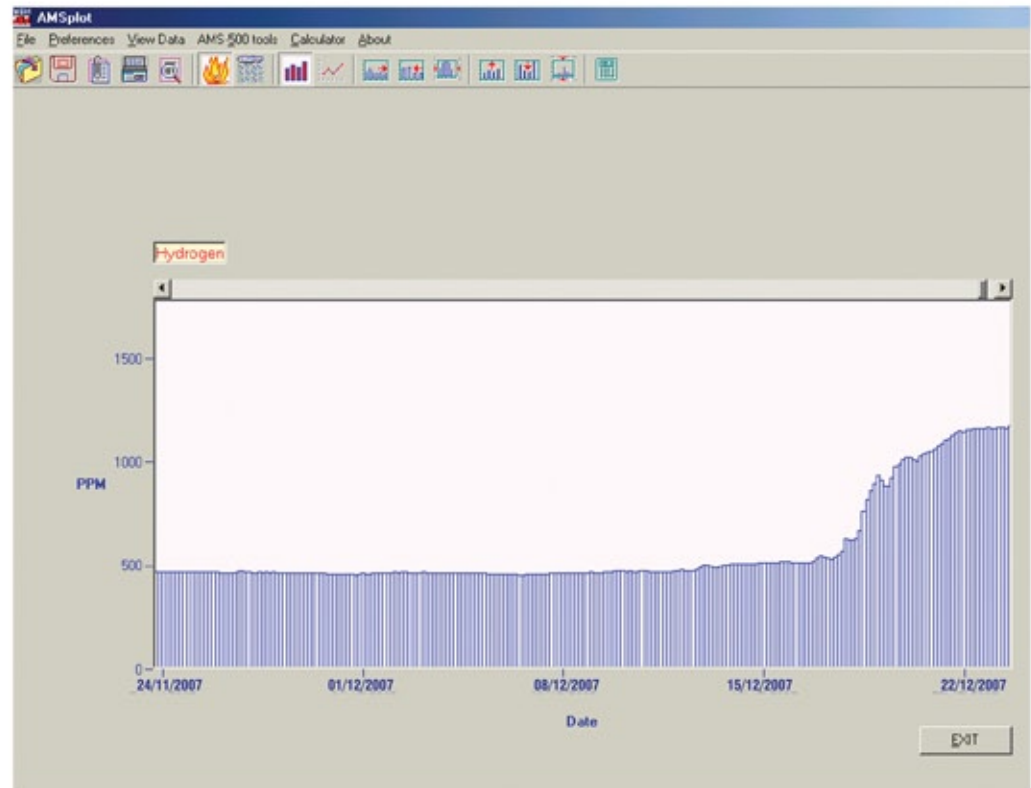 AMSplot
File Preferences View Data AMS-500 tools Calculator About
Hydrogen
1500
1000
PPM
500
0
24/11/2007 01/12/2007 08/12/2007 15/12/2007 22/12/2007
Date
EXIT